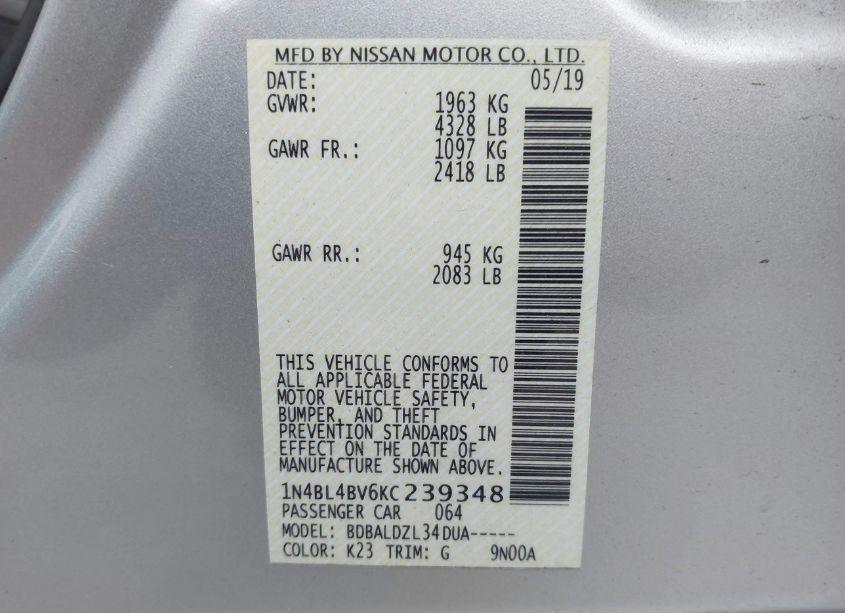 MFD BY NISSAN MOTOR CO., LTD.
DATE: 05/19
GVWR: 1963 KG
4328 LB
GAWR FR.: 1097 KG
2418 LB
GAWR RR.: 945 KG
2083 LB
THIS VEHICLE CONFORMS TO
ALL APPLICABLE FEDERAL
MOTOR VEHICLE SAFETY,
BUMPER, AND THEFT
PREVENTION STANDARDS IN
EFFECT ON THE DATE OF
MANUFACTURE SHOWN ABOVE.
1N4BL4BV6KC239348
PASSENGER CAR 064
MODEL: BDBALDZL34DUA-----
COLOR: K23 TRIM: G 9N00A